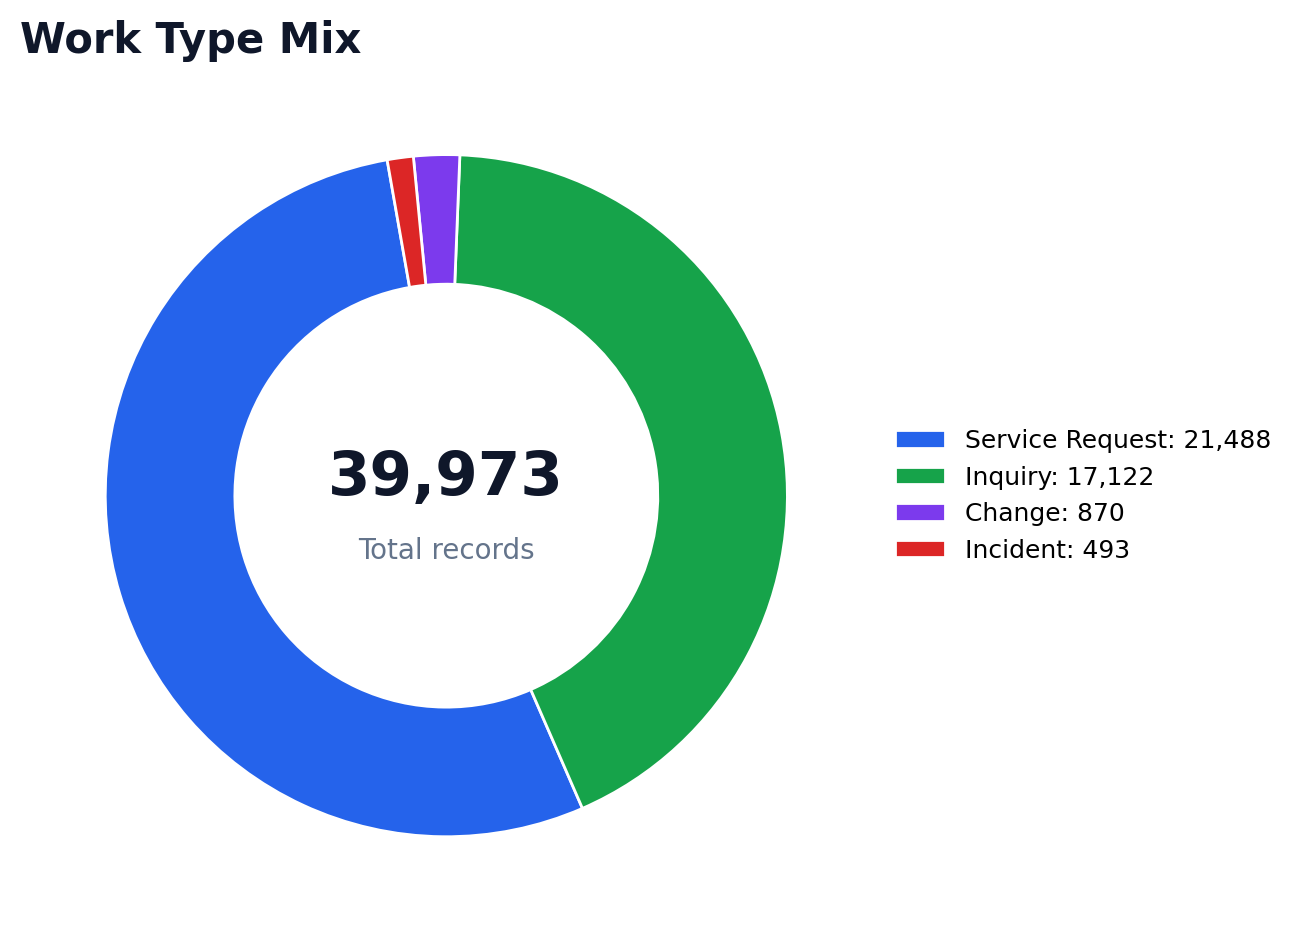 Work Type Mix
39,973
Total records
Service Request: 21,488
Inquiry: 17,122
Change: 870
Incident: 493